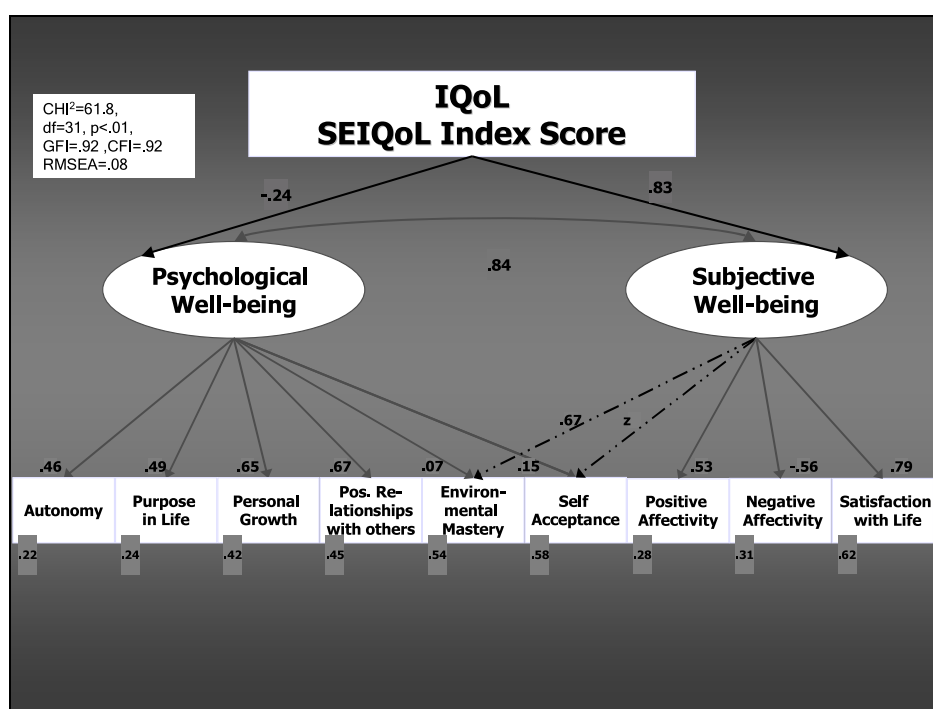 IQoL
SEIQoL Index Score
CHI²=61.8,
df=31, p<.01,
GFI=.92 ,CFI=.92
RMSEA=.08
-.24
.83
.84
Psychological
Well-being
Subjective
Well-being
.67
z
.46
.49
.65
.67
.07
.15
.53
-.56
.79
Autonomy
Purpose
in Life
Personal
Growth
Pos. Re-
lationships
with others
Environ-
mental
Mastery
Self
Acceptance
Positive
Affectivity
Negative
Affectivity
Satisfaction
with Life
.22
.24
.42
.45
.54
.58
.28
.31
.62